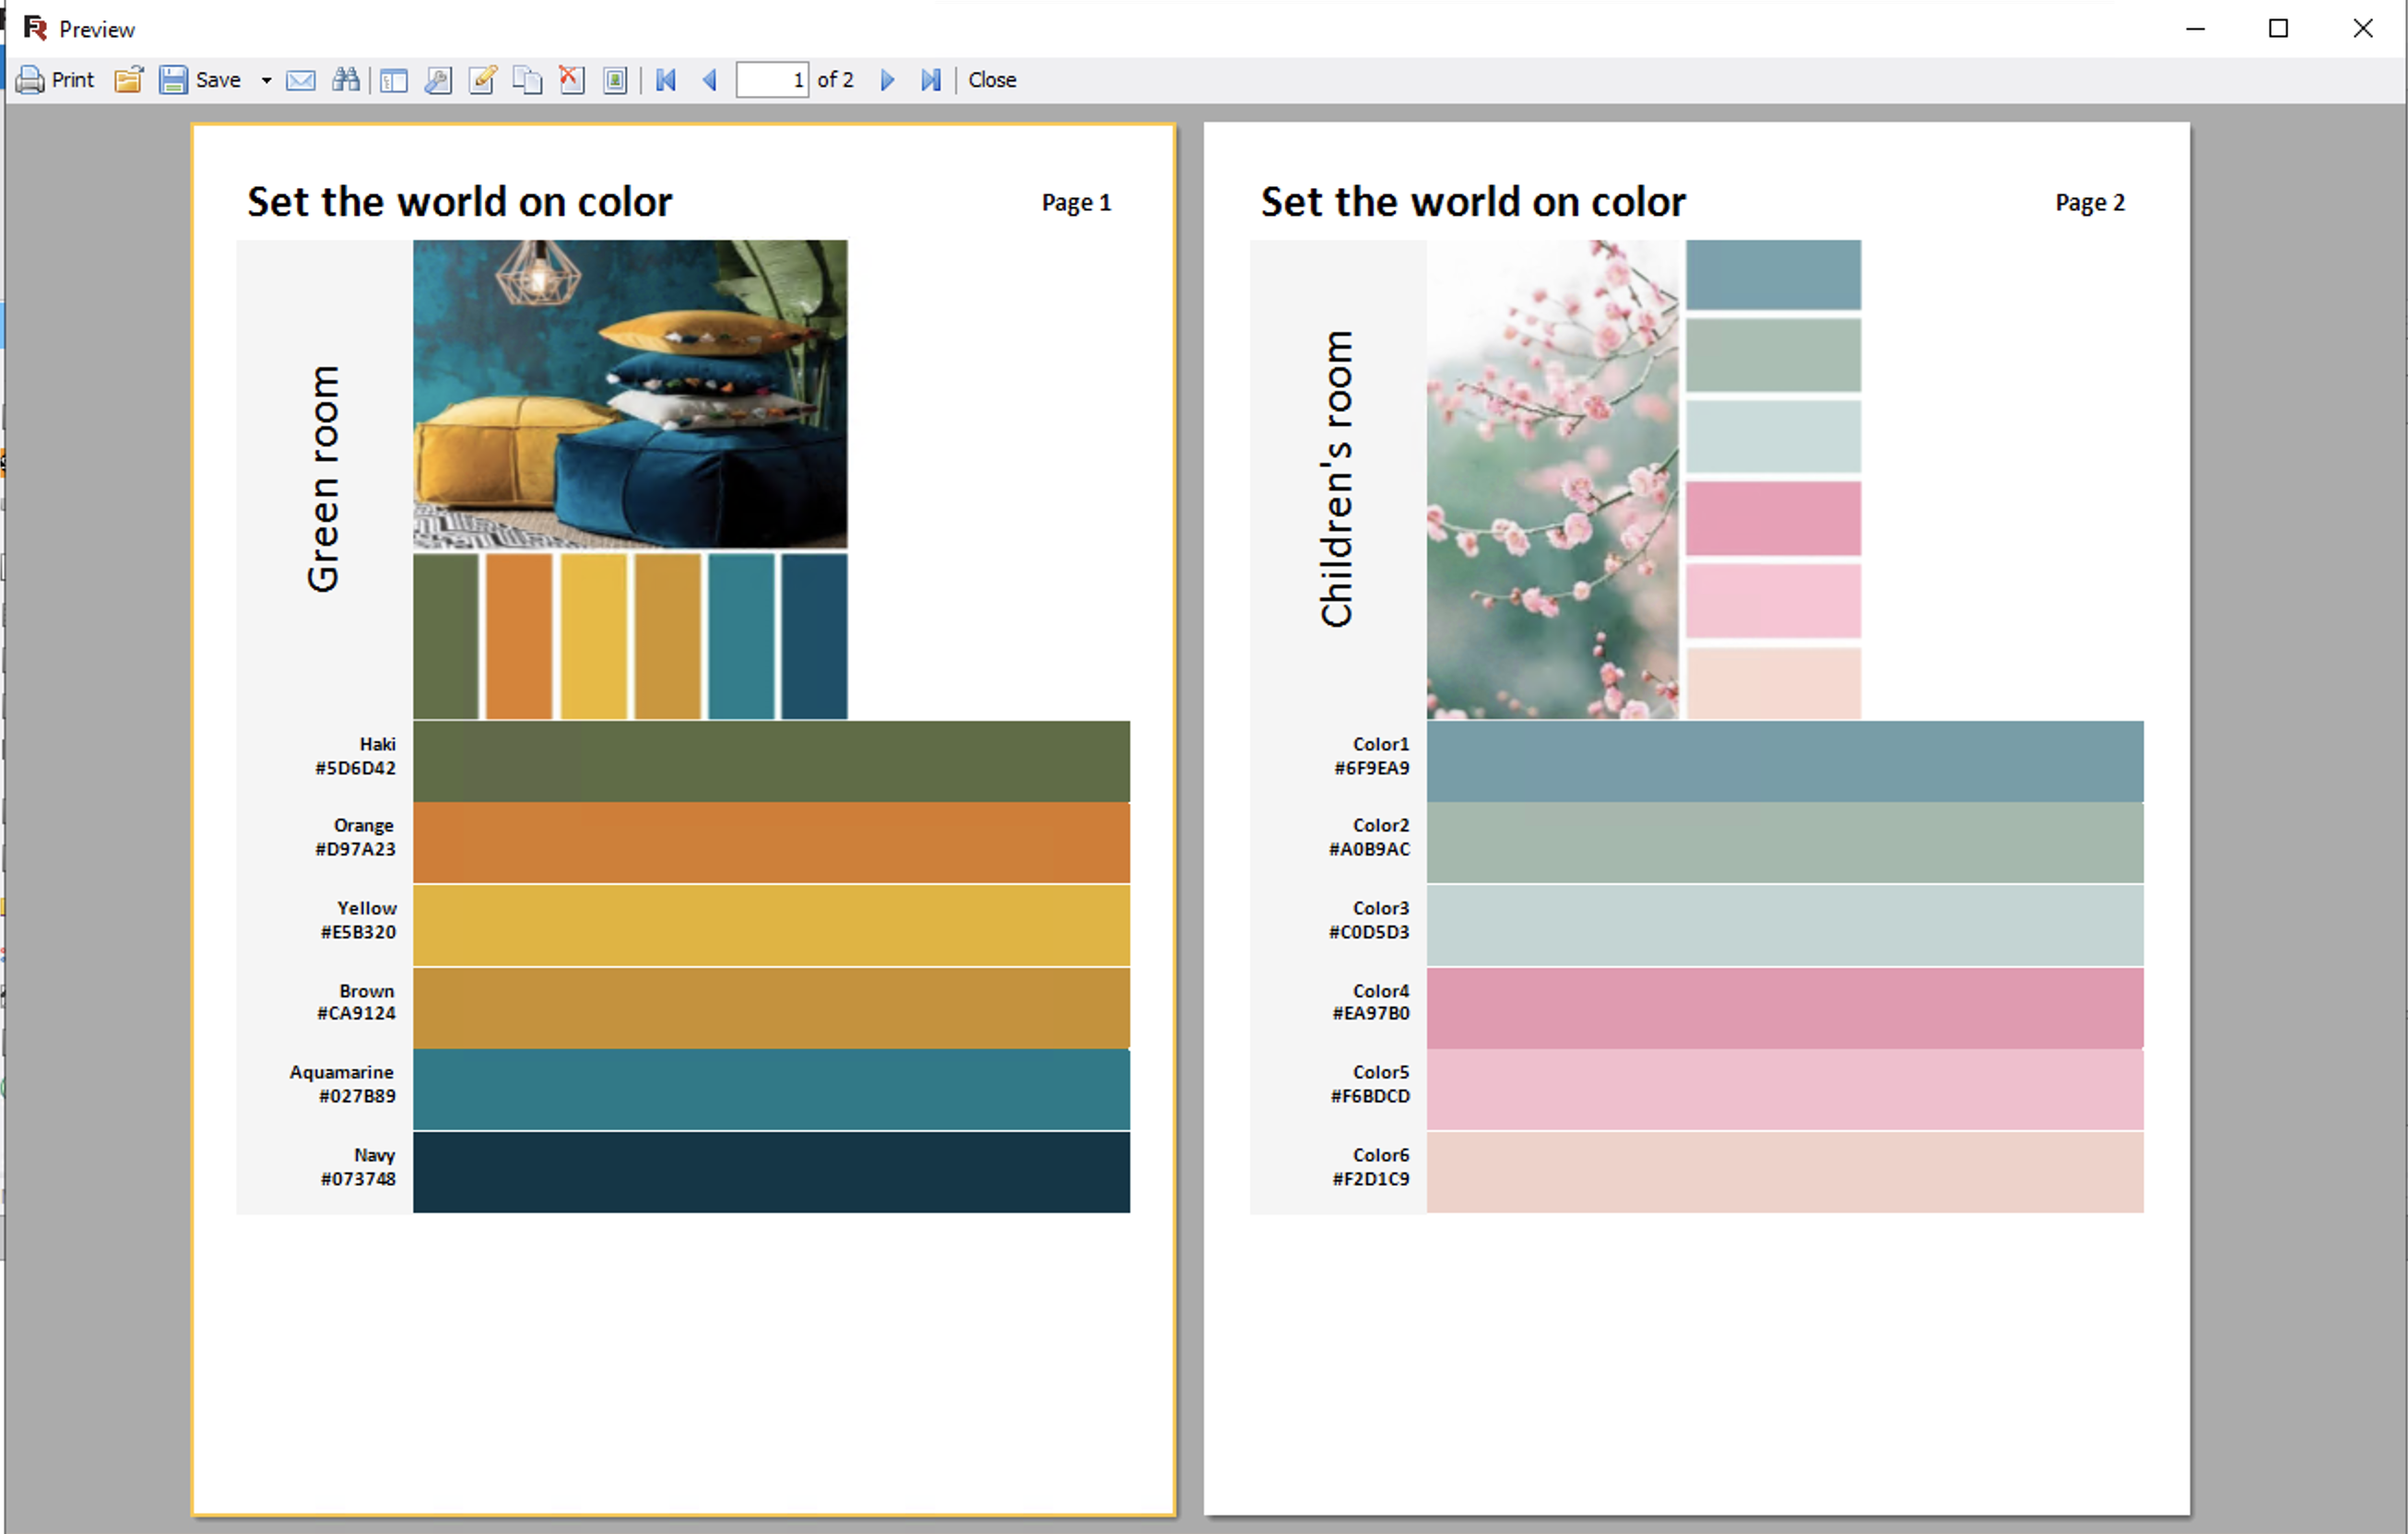 Preview
Print Save 1 of 2 Close
Set the world on color Page 1
Green room
Haki
#5D6D42
Orange
#D97A23
Yellow
#E5B320
Brown
#CA9124
Aquamarine
#027B89
Navy
#073748
Set the world on color Page 2
Children's room
Color1
#6F9EA9
Color2
#A0B9AC
Color3
#C0D5D3
Color4
#EA97B0
Color5
#F6BDCD
Color6
#F2D1C9